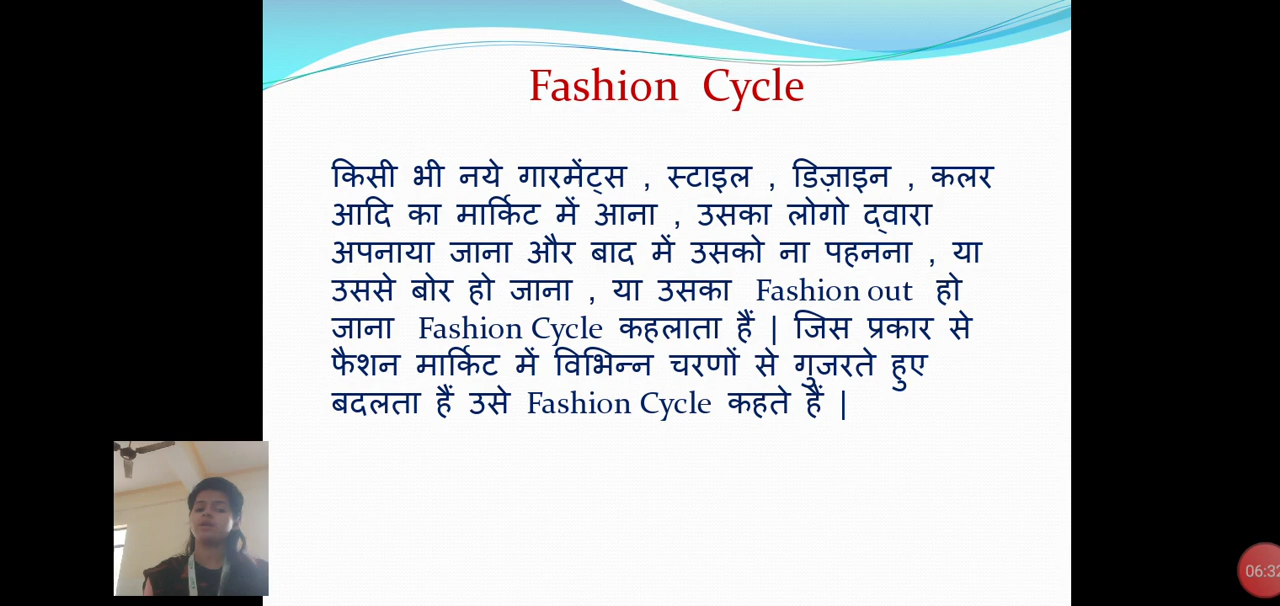 Fashion Cycle
किसी भी नये गारमेंट्स , स्टाइल , डिज़ाइन , कलर
आदि का मार्किट में आना , उसका लोगो द्वारा
अपनाया जाना और बाद में उसको ना पहनना , या
उससे बोर हो जाना , या उसका Fashion out हो
जाना Fashion Cycle कहलाता हैं | जिस प्रकार से
फैशन मार्किट में विभिन्न चरणों से गुजरते हुए
बदलता हैं उसे Fashion Cycle कहते हैं |
06:32